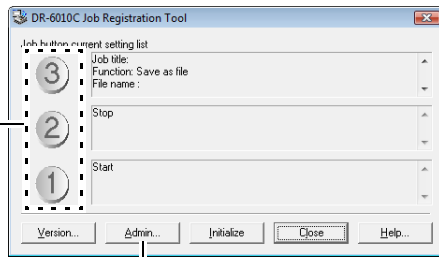 DR-6010C Job Registration Tool
Job button current setting list
3
Job title:
Function: Save as file
File name :
2
Stop
1
Start
Version...
Admin...
Initialize
Close
Help...